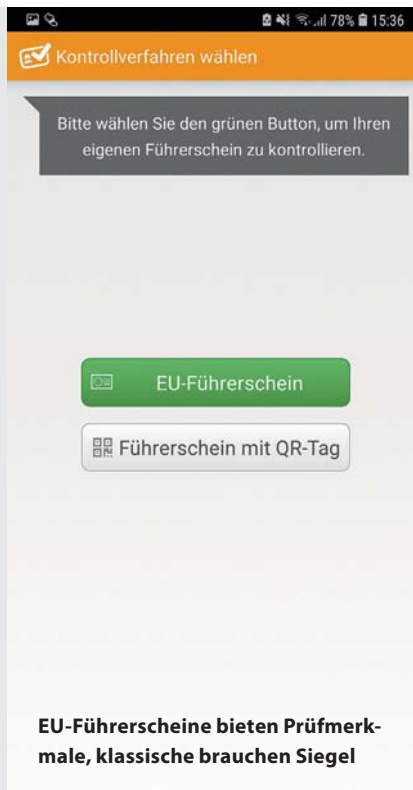 78% 15:36
Kontrollverfahren wählen
Bitte wählen Sie den grünen Button, um Ihren
eigenen Führerschein zu kontrollieren.
EU-Führerschein
Führerschein mit QR-Tag
EU-Führerscheine bieten Prüfmerk-
male, klassische brauchen Siegel